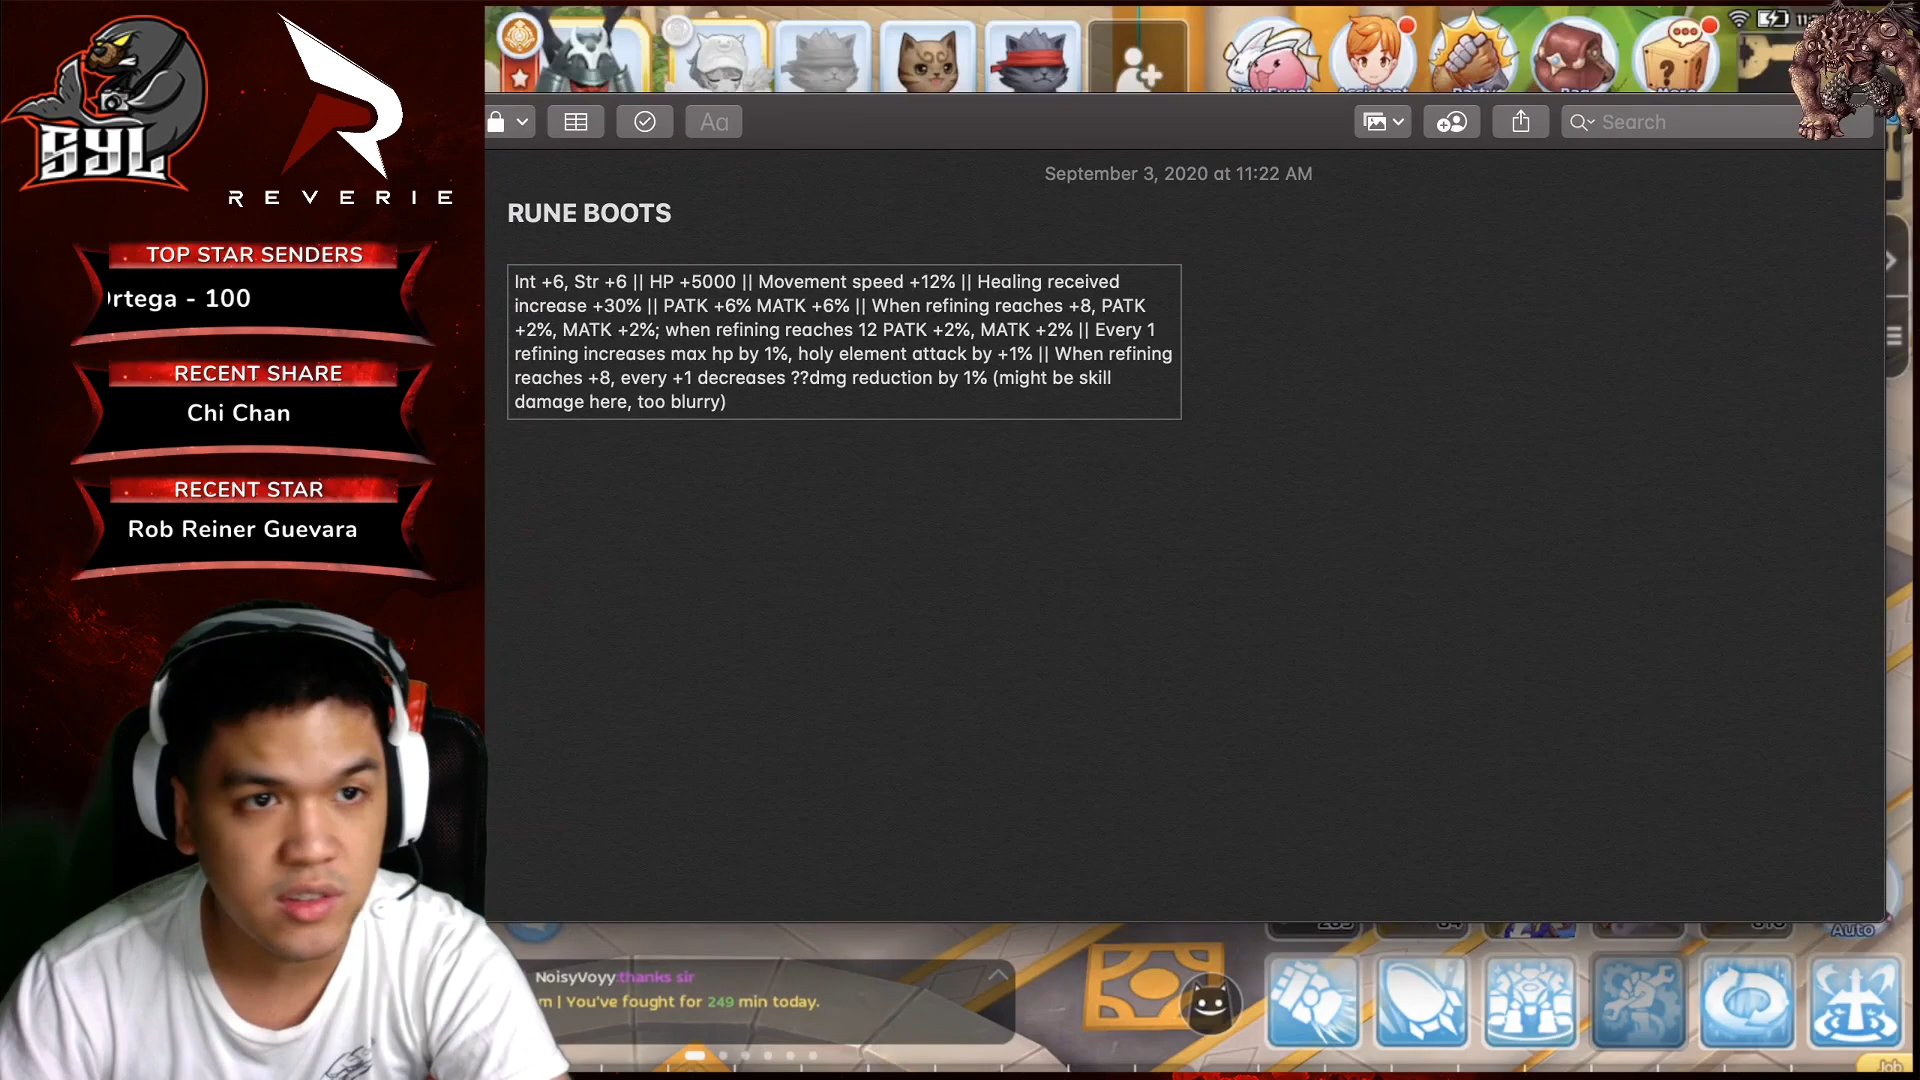 SYL
REVERIE
TOP STAR SENDERS
rtega - 100
RECENT SHARE
Chi Chan
RECENT STAR
Rob Reiner Guevara
Aa
Search
September 3, 2020 at 11:22 AM
RUNE BOOTS
Int +6, Str +6 || HP +5000 || Movement speed +12% || Healing received
increase +30% || PATK +6% MATK +6% || When refining reaches +8, PATK
+2%, MATK +2%; when refining reaches 12 PATK +2%, MATK +2% || Every 1
refining increases max hp by 1%, holy element attack by +1% || When refining
reaches +8, every +1 decreases ??dmg reduction by 1% (might be skill
damage here, too blurry)
NoisyVoyy:thanks sir
m | You've fought for 249 min today.
Auto
Job